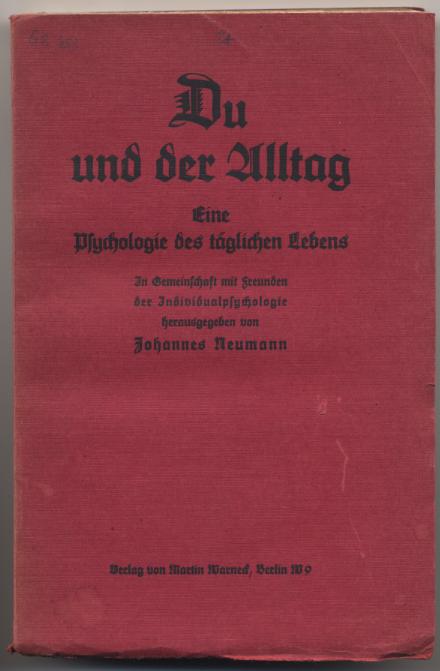 Du
und der Alltag
Eine
Psychologie des täglichen Lebens
In Gemeinschaft mit Freunden
der Individualpsychologie
herausgegeben von
Johannes Neumann
Verlag von Martin Warneck, Berlin W 9